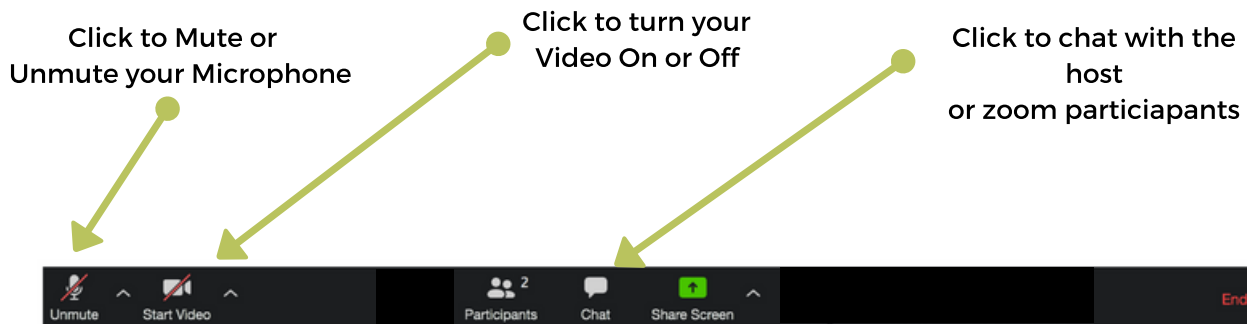 Click to Mute or
Unmute your Microphone
Click to turn your
Video On or Off
Click to chat with the
host
or zoom particiapants
Unmute
Start Video
2
Participants
Chat
Share Screen
End